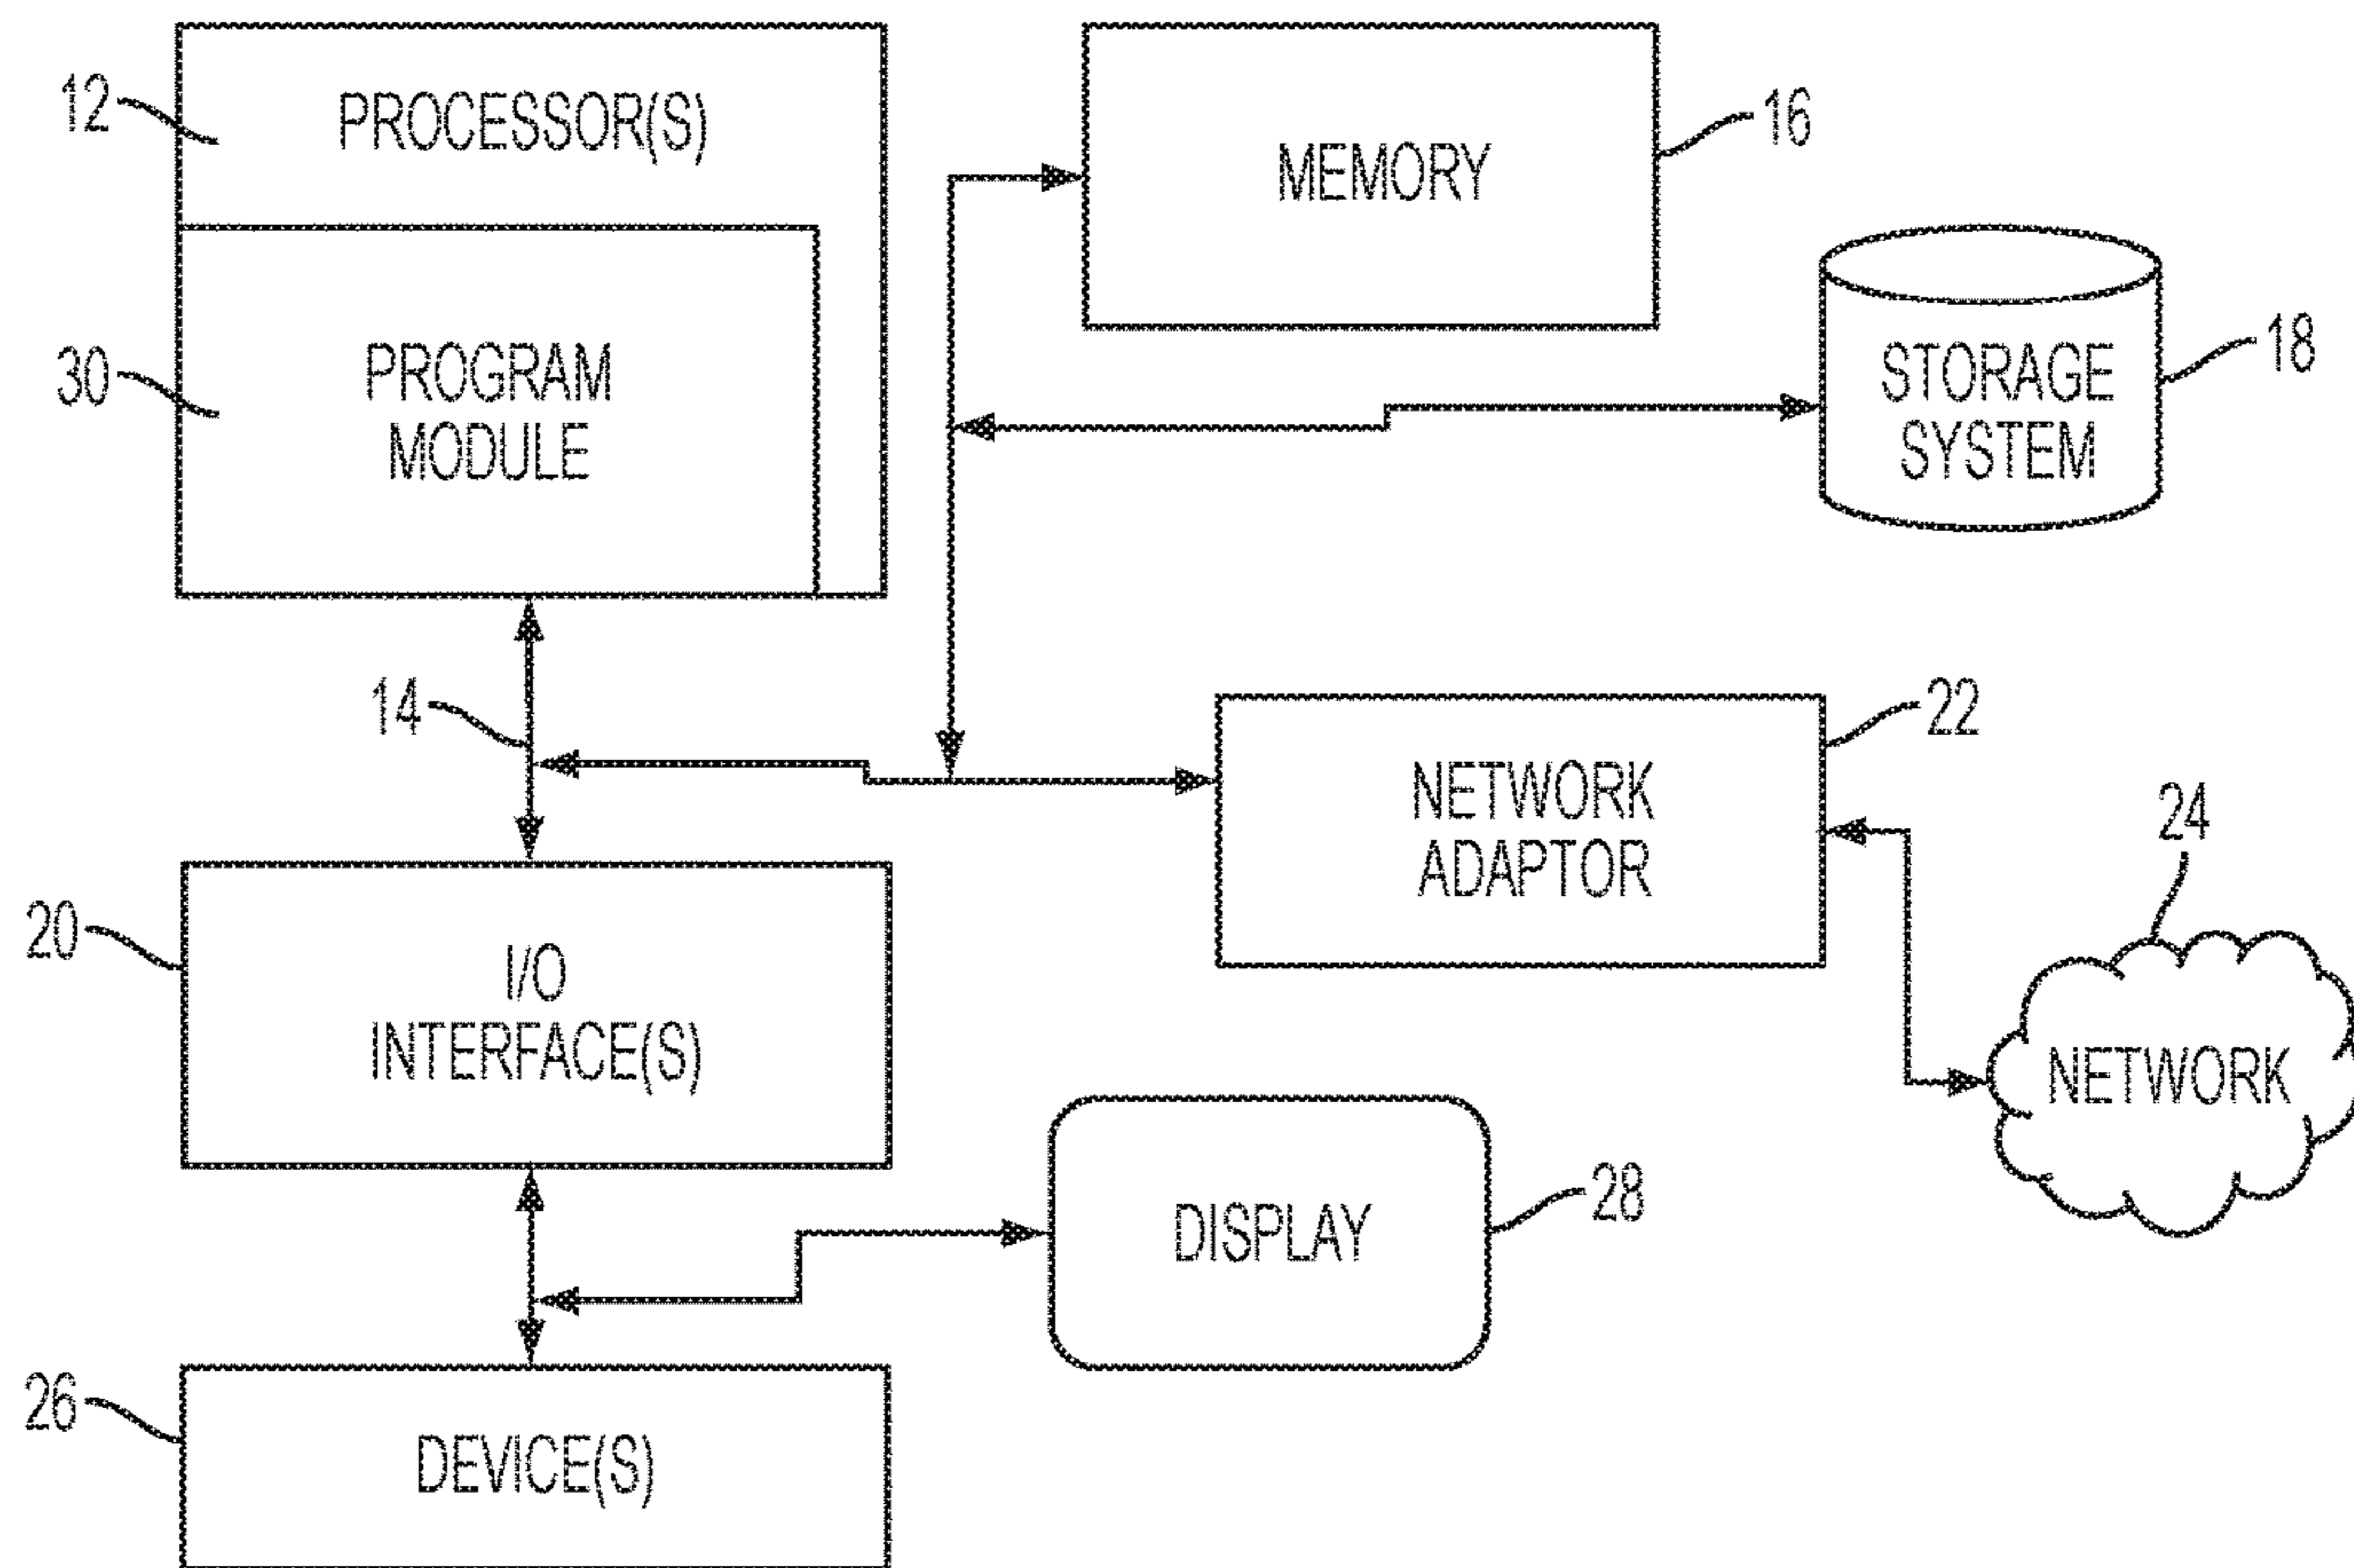 12
PROCESSOR(S)
MEMORY
16
30
PROGRAM
MODULE
STORAGE
SYSTEM
18
14
22
NETWORK
ADAPTOR
24
NETWORK
20
I/O
INTERFACE(S)
DISPLAY
28
26
DEVICE(S)